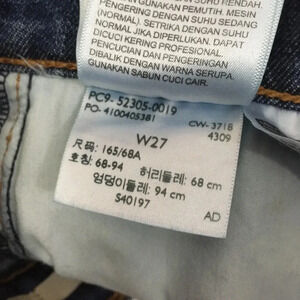 GUNAKAN PEMUTIH. MESIN
PENGERING DENGAN SUHU SEDANG
(NORMAL). SETRIKA DENGAN SUHU
NORMAL JIKA DIPERLUKAN. DAPAT
DICUCI KERING PROFESIONAL.
PENCUCIAN DENGAN KONDISI
DIBALIK DENGAN WARNA SERUPA.
GUNAKAN SABUN CUCI CAIR.
PC9- 52305-0019
PO- 4100405381
CW-3718
4309
W27
尺码: 165/68A
호칭: 68-94
허리둘레: 68 cm
엉덩이둘레: 94 cm
S40197
AD